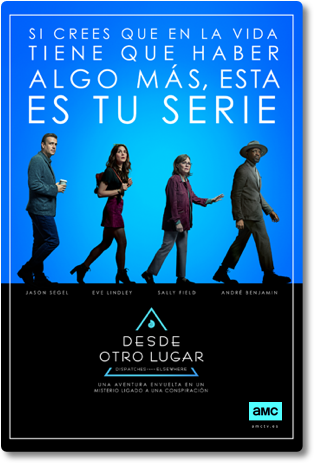 SI CREES QUE EN LA VIDA
TIENE QUE HABER
ALGO MÁS, ESTA
ES TU SERIE
JASON SEGEL
EVE LINDLEY
SALLY FIELD
ANDRÉ BENJAMIN
DESDE
OTRO LUGAR
DISPATCHES FROM ELSEWHERE
UNA AVENTURA ENVUELTA EN UN
MISTERIO LIGADO A UNA CONSPIRACIÓN
amc
amctv.es